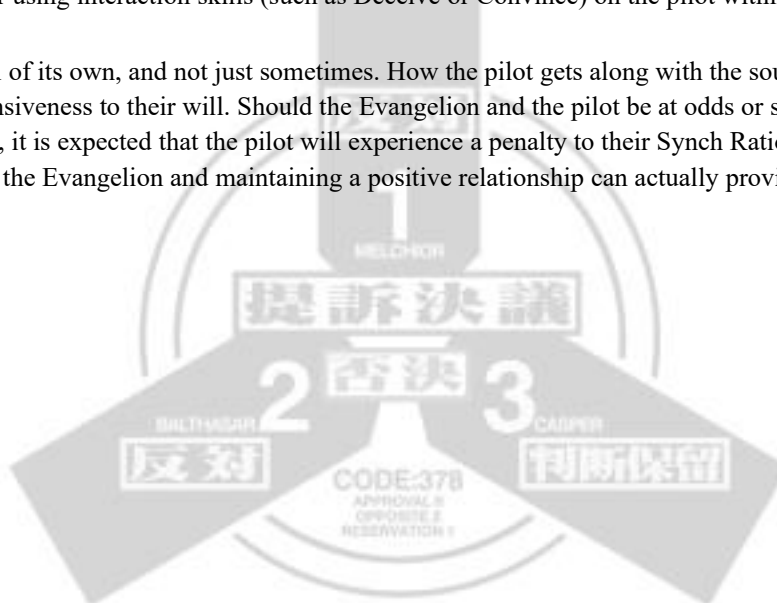 using interaction skills (such as Deceive or Convince) on the pilot within
of its own, and not just sometimes. How the pilot gets along with the sou
nsiveness to their will. Should the Evangelion and the pilot be at odds or s
, it is expected that the pilot will experience a penalty to their Synch Ratio
the Evangelion and maintaining a positive relationship can actually provi
1
MELCHIOR
提訴決議
否決
2
3
BALTHASAR
CASPER
反対
判断保留
CODE:378
APPROVAL 0
OPPOSITE 2
RESERVATION 1